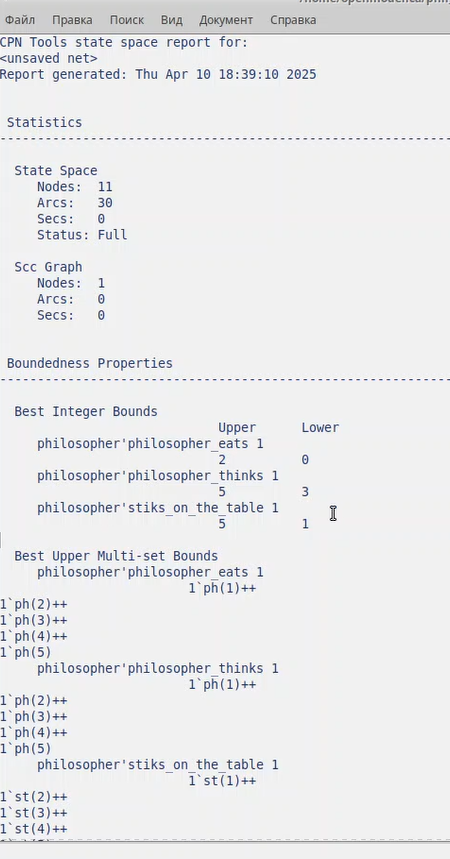 Файл Правка Поиск Вид Документ Справка
CPN Tools state space report for:
<unsaved net>
Report generated: Thu Apr 10 18:39:10 2025
Statistics
------------------------------------------------------------
State Space
Nodes: 11
Arcs: 30
Secs: 0
Status: Full
Scc Graph
Nodes: 1
Arcs: 0
Secs: 0
Boundedness Properties
------------------------------------------------------------
Best Integer Bounds
Upper Lower
philosopher'philosopher_eats 1
2 0
philosopher'philosopher_thinks 1
5 3
philosopher'stiks_on_the_table 1
5 1
Best Upper Multi-set Bounds
philosopher'philosopher_eats 1
1`ph(1)++
1`ph(2)++
1`ph(3)++
1`ph(4)++
1`ph(5)
philosopher'philosopher_thinks 1
1`ph(1)++
1`ph(2)++
1`ph(3)++
1`ph(4)++
1`ph(5)
philosopher'stiks_on_the_table 1
1`st(1)++
1`st(2)++
1`st(3)++
1`st(4)++